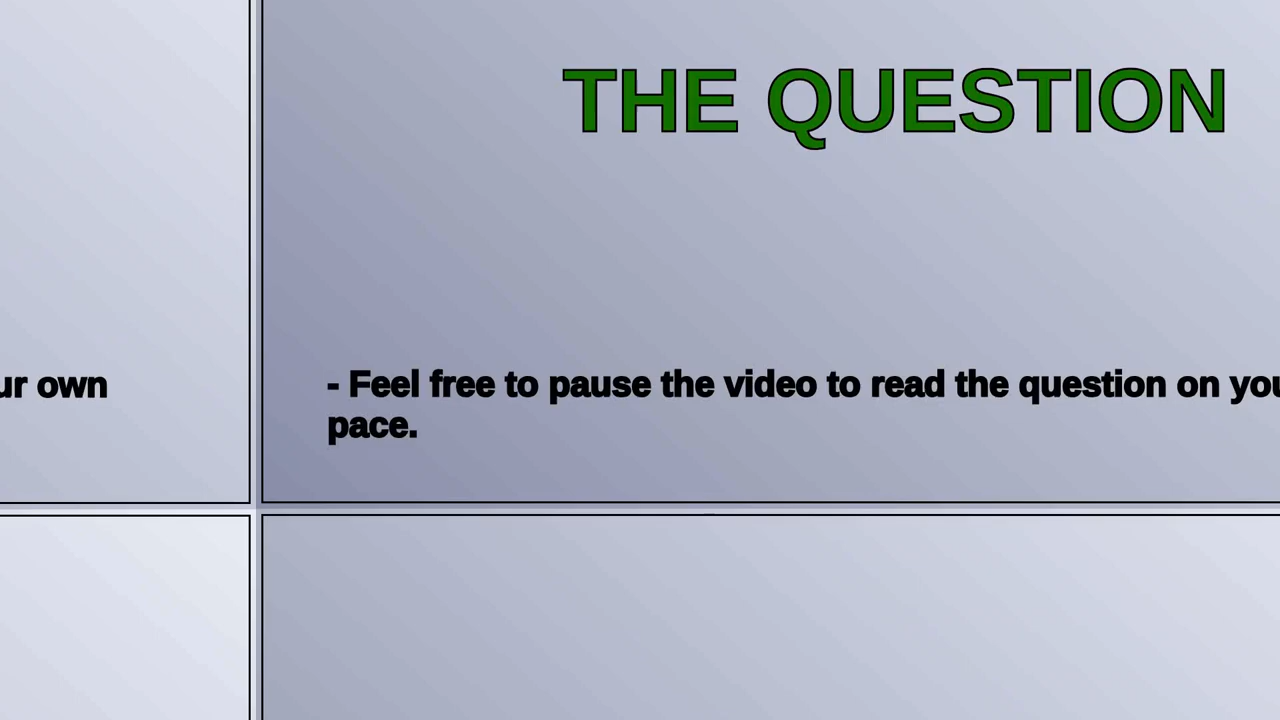 THE QUESTION
ur own
- Feel free to pause the video to read the question on you
pace.